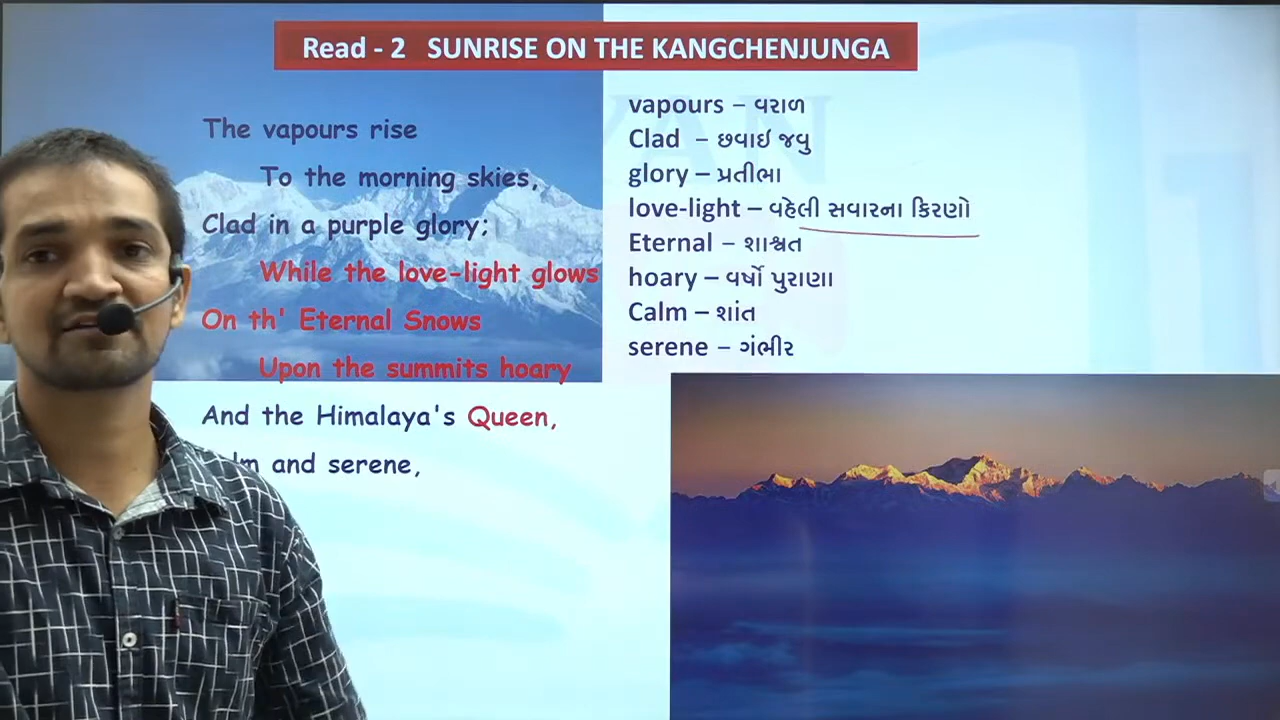 Read - 2 SUNRISE ON THE KANGCHENJUNGA
The vapours rise
To the morning skies,
Clad in a purple glory;
While the love-light glows
On th' Eternal Snows
Upon the summits hoary
And the Himalaya's Queen,
and serene,
vapours – વરાળ
Clad – છવાઇ જવુ
glory – પ્રતીભા
love-light – વહેલી સવારના કિરણો
Eternal – શાશ્વત
hoary – વર્ષો પુરાણા
Calm – શાંત
serene – ગંભીર